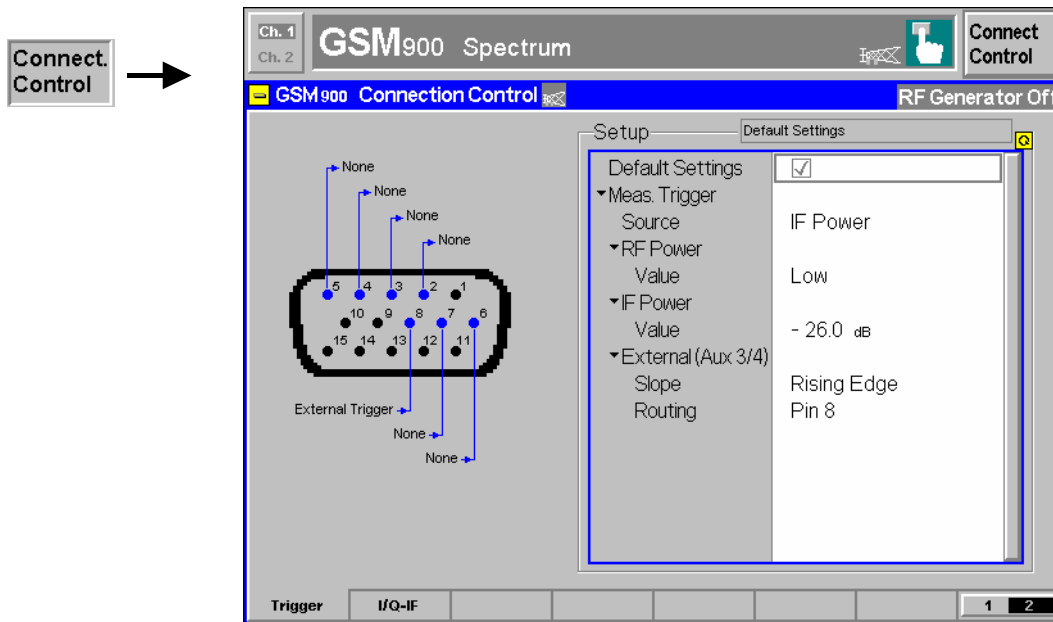 Connect.
Control
Ch. 1
Ch. 2
GSM900 Spectrum
Connect
Control
GSM900 Connection Control
RF Generator Off
Setup
Default Settings
None
None
None
None
5 4 3 2 1
10 9 8 7 6
15 14 13 12 11
External Trigger
None
None
Default Settings
Meas. Trigger
Source IF Power
RF Power
Value Low
IF Power
Value - 26.0 dB
External (Aux 3/4)
Slope Rising Edge
Routing Pin 8
Trigger I/Q-IF 1 2